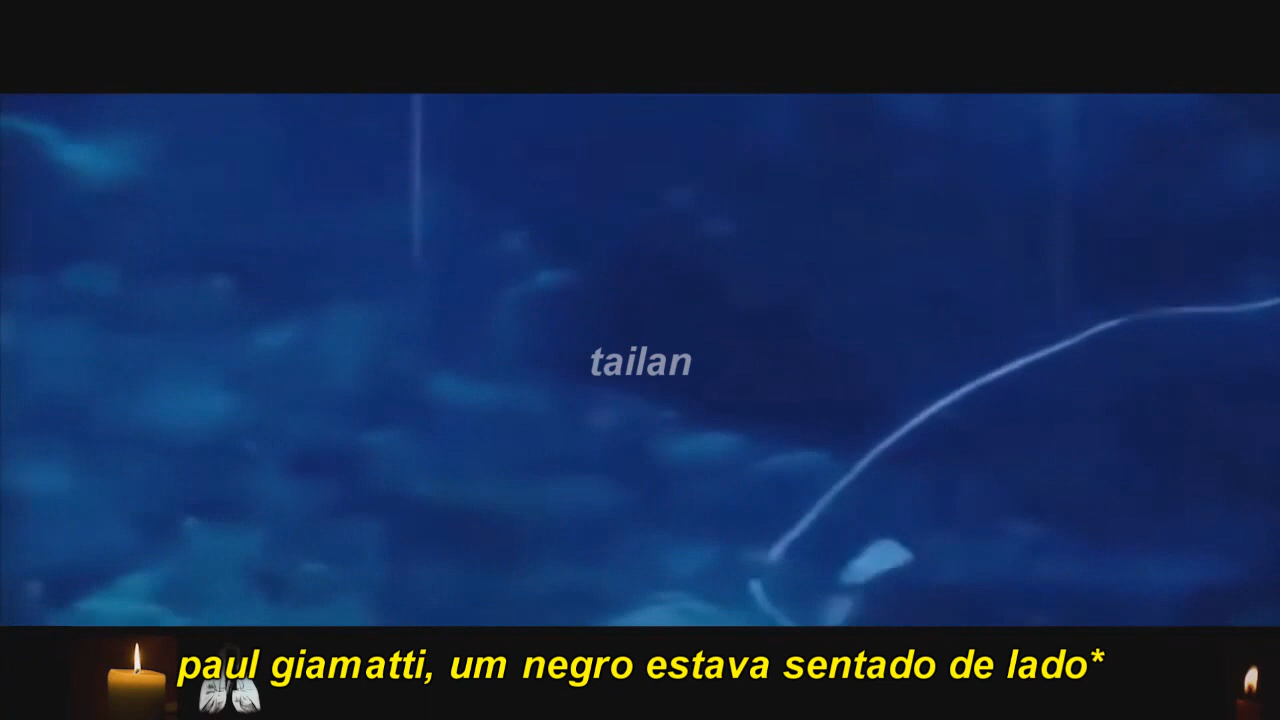 tailan
paul giamatti, um negro estava sentado de lado*